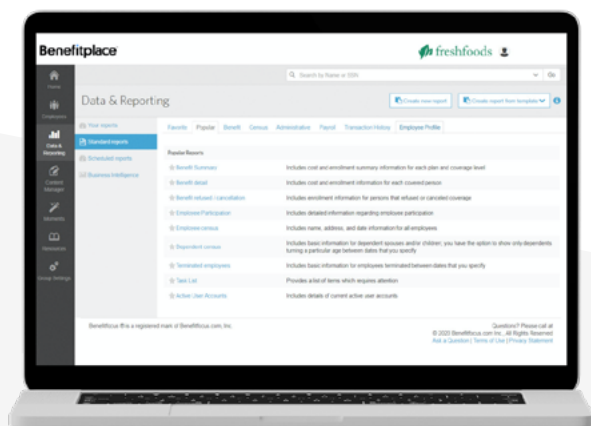 Benefitplace
freshfoods
Search by Name or SSN
Go
Home
Employees
Data & Reporting
Content Manager
Moments
Resources
Group Settings
Data & Reporting
Create new report
Create report from template
Your reports
Standard reports
Scheduled reports
Business Intelligence
Favorite Popular Benefit Census Administrative Payroll Transaction History Employee Profile
Popular Reports
Benefit Summary Includes cost and enrollment summary information for each plan and coverage level
Benefit detail Includes cost and enrollment information for each covered person
Benefit refused / cancellation Includes enrollment information for persons that refused or canceled coverage
Employee Participation Includes detailed information regarding employee participation
Employee census Includes name, address, and date information for all employees
Dependent census Includes basic information for dependent spouses and/or children; you have the option to show only dependents
turning a particular age between dates that you specify
Terminated employees Includes basic information for employees terminated between dates that you specify
Task List Provides a list of items which requires attention
Active User Accounts Includes details of current active user accounts
Benefitfocus ® is a registered mark of Benefitfocus.com, Inc.
Questions? Please call at
© 2020 Benefitfocus.com Inc., All Rights Reserved
Ask a Question | Terms of Use | Privacy Statement